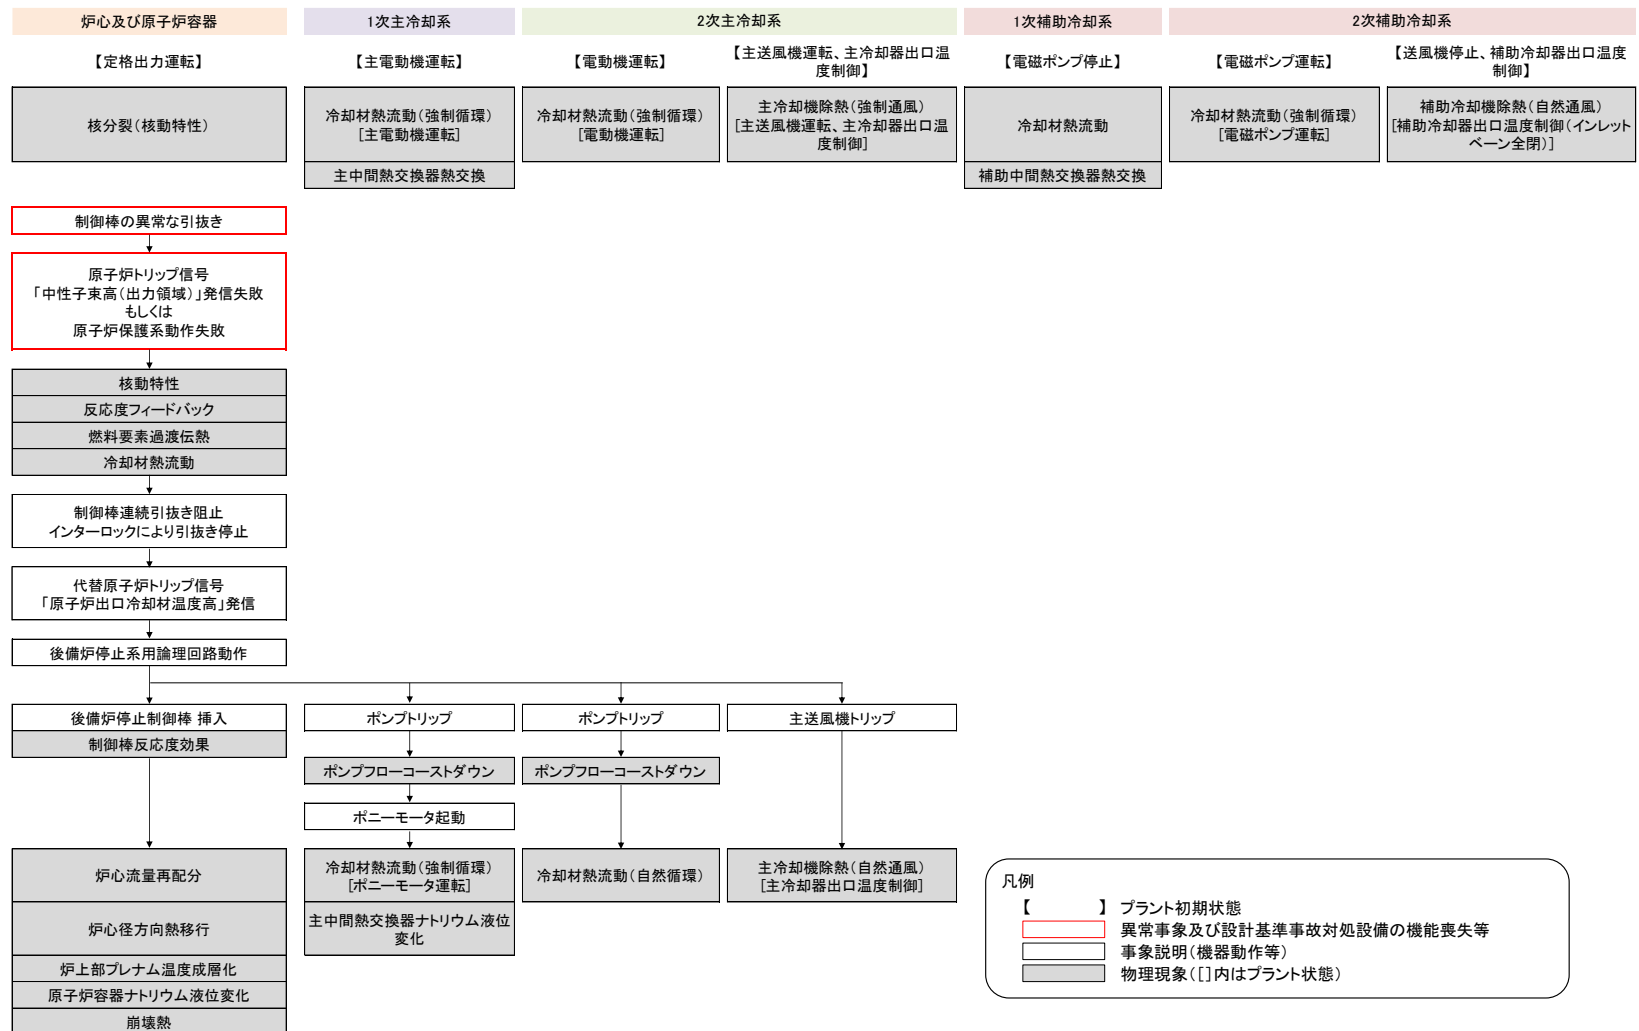 炉心及び原子炉容器
1次主冷却系
2次主冷却系
1次補助冷却系
2次補助冷却系
【定格出力運転】
【主電動機運転】
【電動機運転】
【主送風機運転、主冷却器出口温
度制御】
【電磁ポンプ停止】
【電磁ポンプ運転】
【送風機停止、補助冷却器出口温度
制御】
核分裂(核動特性)
冷却材熱流動(強制循環)
[主電動機運転]
冷却材熱流動(強制循環)
[電動機運転]
主冷却機除熱(強制通風)
[主送風機運転、主冷却器出口温
度制御]
冷却材熱流動
冷却材熱流動(強制循環)
[電磁ポンプ運転]
補助冷却機除熱(自然通風)
[補助冷却器出口温度制御(インレット
ベーン全閉)]
主中間熱交換器熱交換
補助中間熱交換器熱交換
制御棒の異常な引抜き
原子炉トリップ信号
「中性子束高(出力領域)」発信失敗
もしくは
原子炉保護系動作失敗
核動特性
反応度フィードバック
燃料要素過渡伝熱
冷却材熱流動
制御棒連続引抜き阻止
インターロックにより引抜き停止
代替原子炉トリップ信号
「原子炉出口冷却材温度高」発信
後備炉停止系用論理回路動作
後備炉停止制御棒 挿入
ポンプトリップ
ポンプトリップ
主送風機トリップ
制御棒反応度効果
ポンプフローコーストダウン
ポンプフローコーストダウン
ポニーモータ起動
炉心流量再配分
冷却材熱流動(強制循環)
[ポニーモータ運転]
冷却材熱流動(自然循環)
主冷却機除熱(自然通風)
[主冷却器出口温度制御]
炉心径方向熱移行
主中間熱交換器ナトリウム液位
変化
炉上部プレナム温度成層化
原子炉容器ナトリウム液位変化
崩壊熱
凡例
【 】 プラント初期状態
異常事象及び設計基準事故対処設備の機能喪失等
事象説明(機器動作等)
物理現象([]内はプラント状態)